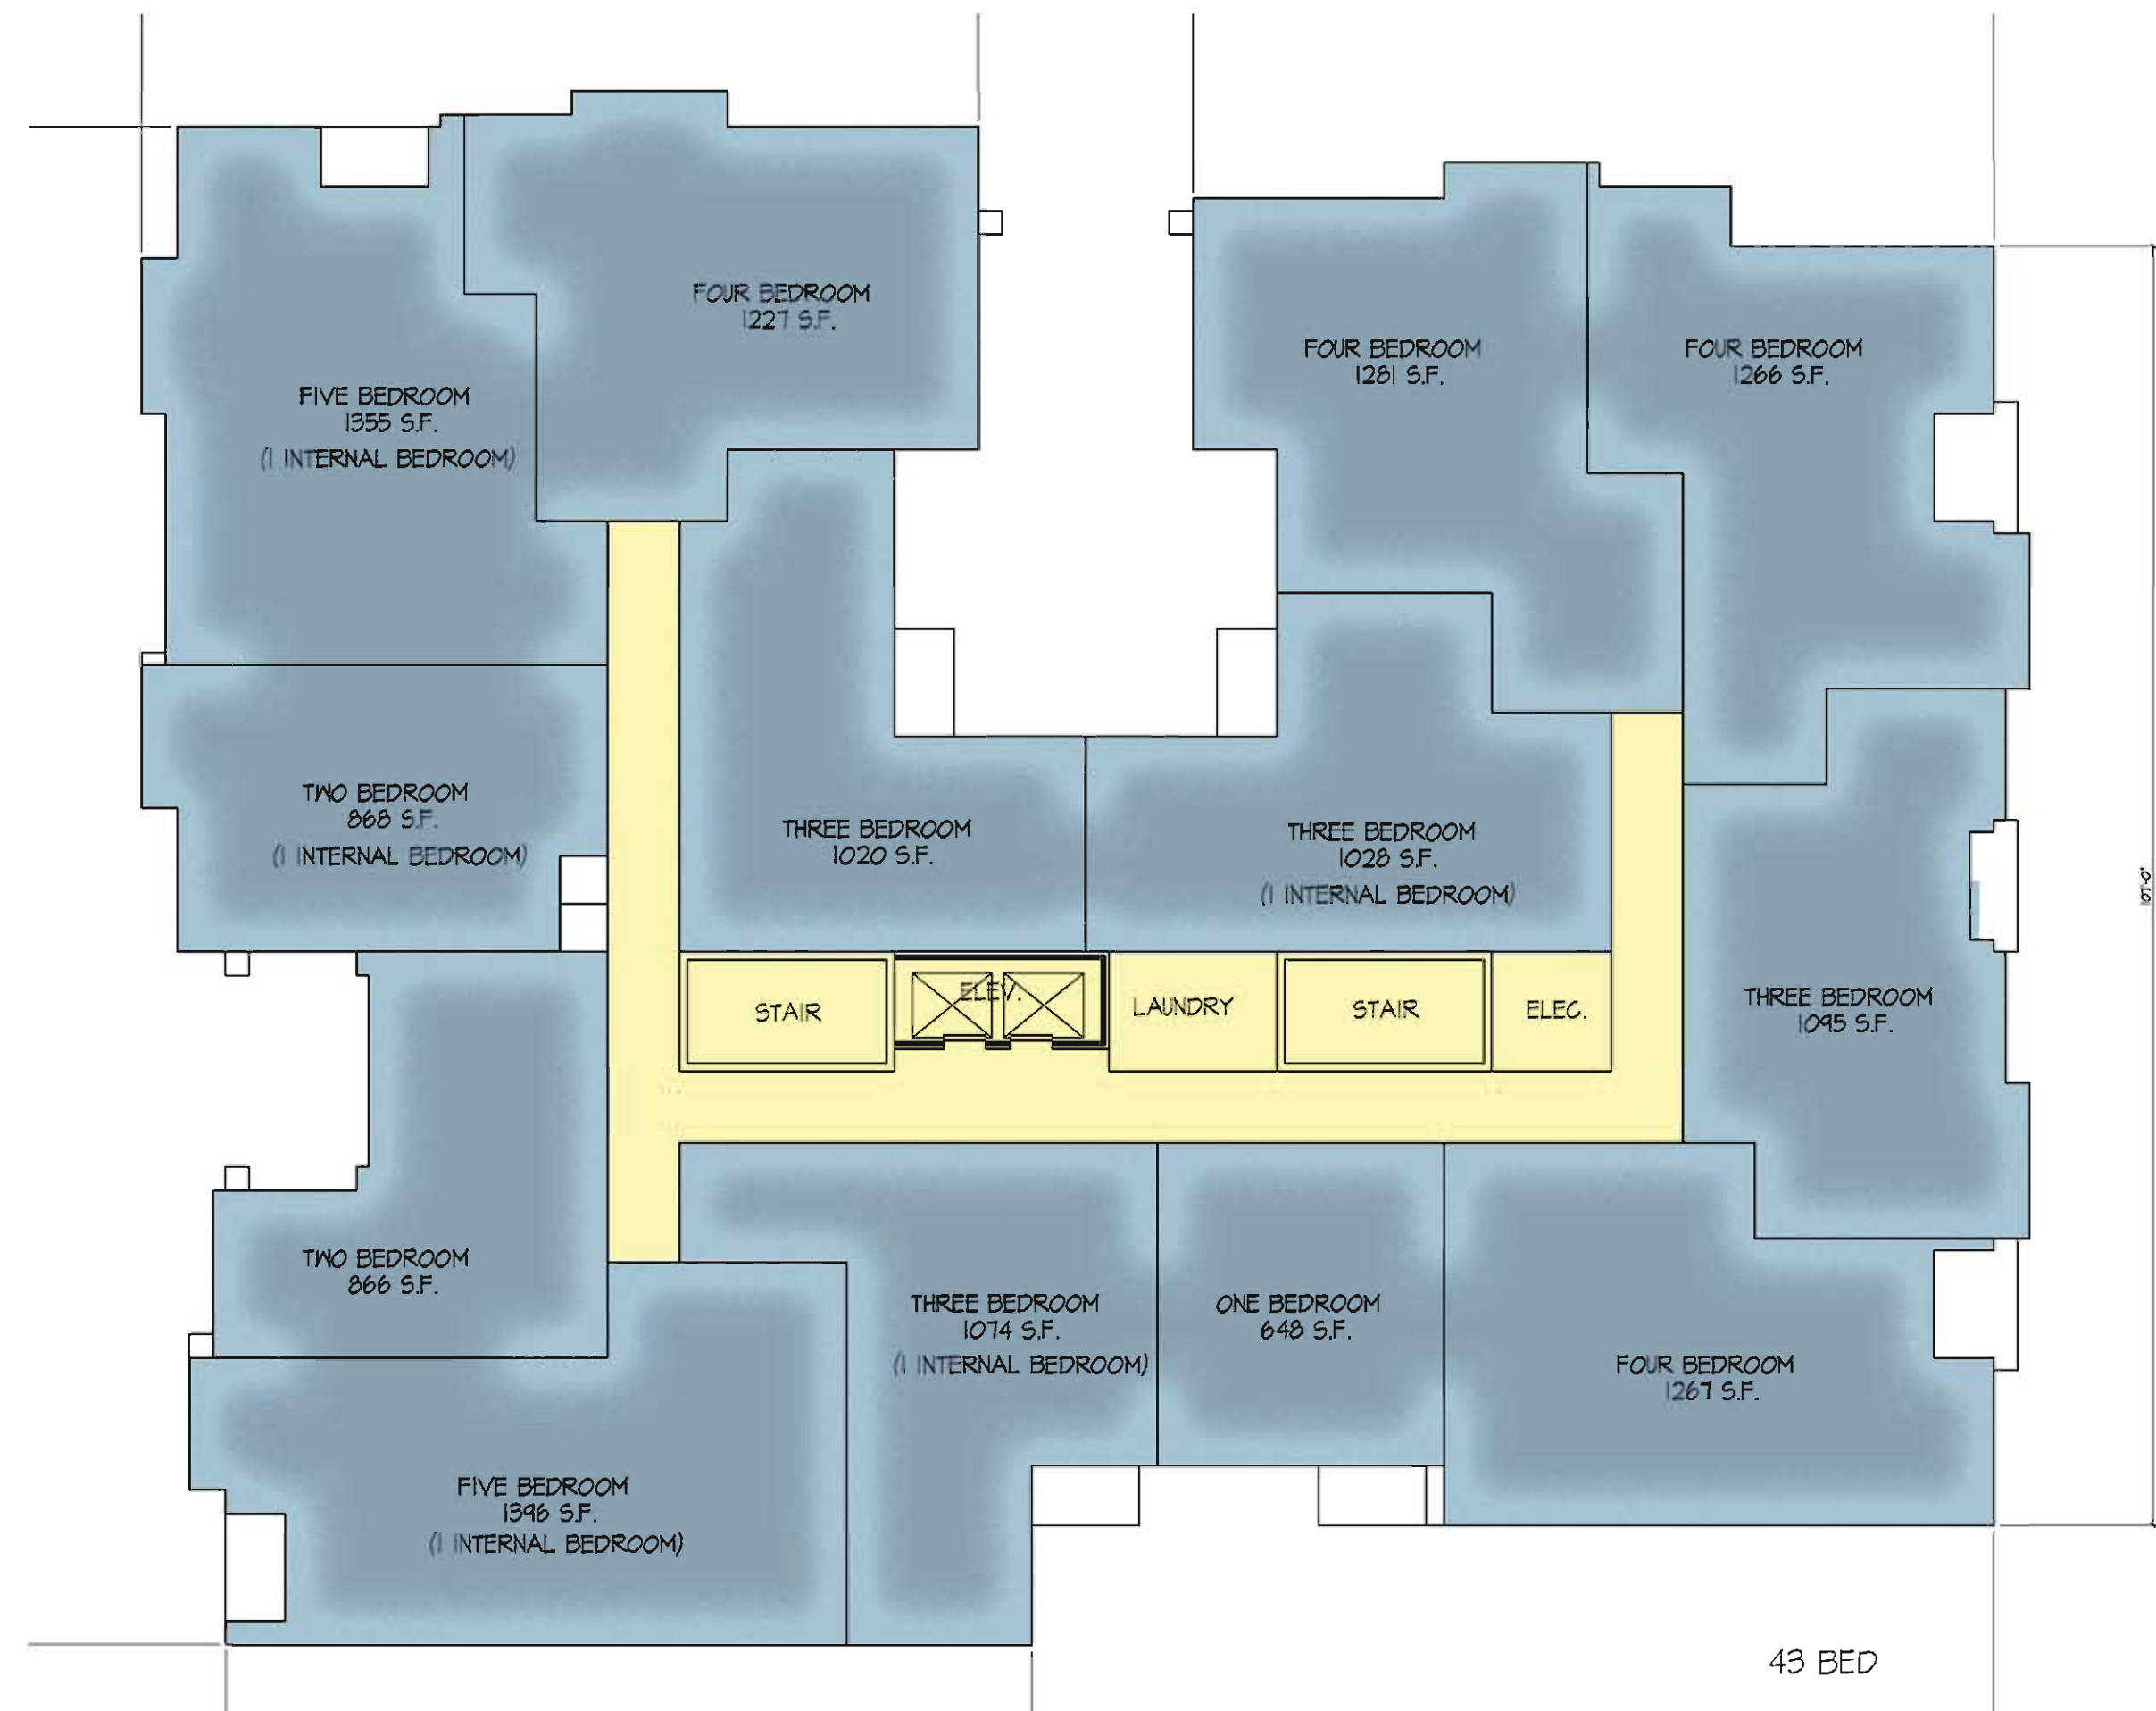 FOUR BEDROOM
1227 S.F.
FOUR BEDROOM
1281 S.F.
FOUR BEDROOM
1266 S.F.
FIVE BEDROOM
1355 S.F.
(1 INTERNAL BEDROOM)
TWO BEDROOM
868 S.F.
(1 INTERNAL BEDROOM)
THREE BEDROOM
1020 S.F.
THREE BEDROOM
1028 S.F.
(1 INTERNAL BEDROOM)
STAIR
ELEV.
LAUNDRY
STAIR
ELEC.
THREE BEDROOM
1095 S.F.
TWO BEDROOM
866 S.F.
THREE BEDROOM
1074 S.F.
(1 INTERNAL BEDROOM)
ONE BEDROOM
648 S.F.
FOUR BEDROOM
1267 S.F.
FIVE BEDROOM
1396 S.F.
(1 INTERNAL BEDROOM)
43 BED